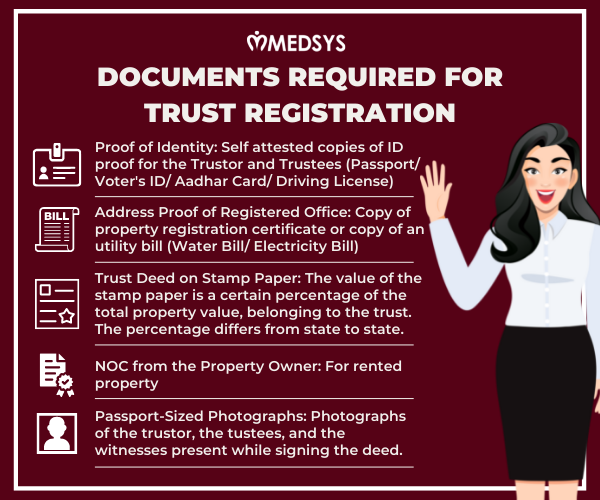 MEDSYS
DOCUMENTS REQUIRED FOR
TRUST REGISTRATION
Proof of Identity: Self attested copies of ID
proof for the Trustor and Trustees (Passport/
Voter's ID/ Aadhar Card/ Driving License)
BILL
Address Proof of Registered Office: Copy of
property registration certificate or copy of an
utility bill (Water Bill/ Electricity Bill)
Trust Deed on Stamp Paper: The value of the
stamp paper is a certain percentage of the
total property value, belonging to the trust.
The percentage differs from state to state.
NOC from the Property Owner: For rented
property
Passport-Sized Photographs: Photographs
of the trustor, the tustees, and the
witnesses present while signing the deed.